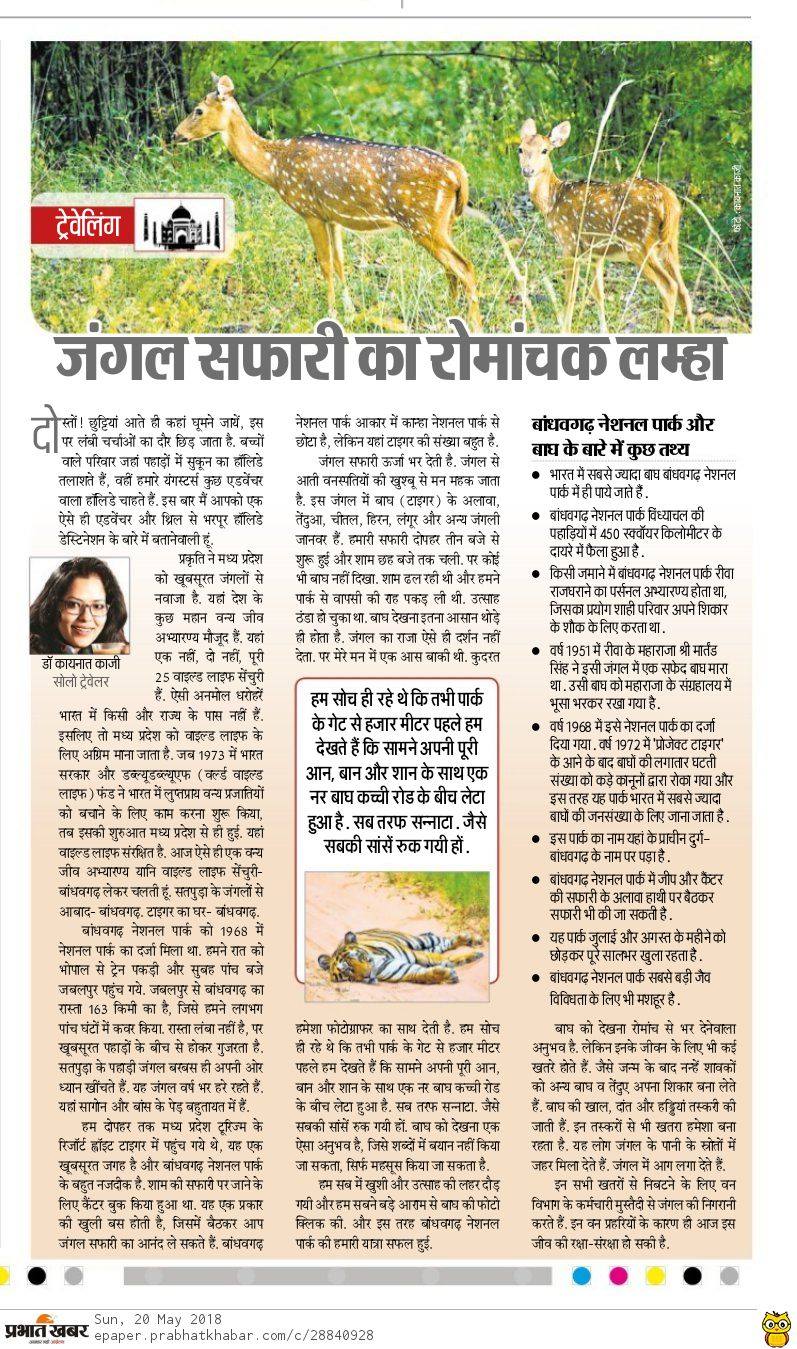 फोटो : कायनात काजी
ट्रेवेलिंग
जंगल सफारी का रोमांचक लम्हा
दोस्तों! छुट्टियां आते ही कहां घूमने जायें, इस
पर लंबी चर्चाओं का दौर छिड़ जाता है. बच्चों
वाले परिवार जहां पहाड़ों में सुकून का हॉलिडे
तलाशते हैं, वहीं हमारे यंगस्टर्स कुछ एडवेंचर
वाला हॉलिडे चाहते हैं. इस बार मैं आपको एक
ऐसे ही एडवेंचर और थ्रिल से भरपूर हॉलिडे
डेस्टिनेशन के बारे में बतानेवाली हूं.
प्रकृति ने मध्य प्रदेश
को खूबसूरत जंगलों से
नवाजा है. यहां देश के
कुछ महान वन्य जीव
अभ्यारण्य मौजूद हैं. यहां
एक नहीं, दो नहीं, पूरी
25 वाइल्ड लाइफ सेंचुरी
हैं. ऐसी अनमोल धरोहरें
डॉ कायनात काजी
सोलो ट्रेवेलर
भारत में किसी और राज्य के पास नहीं हैं.
इसलिए तो मध्य प्रदेश को वाइल्ड लाइफ के
लिए अग्रिम माना जाता है. जब 1973 में भारत
सरकार और डब्ल्यूडब्ल्यूएफ (वर्ल्ड वाइल्ड
लाइफ) फंड ने भारत में लुप्तप्राय वन्य प्रजातियों
को बचाने के लिए काम करना शुरू किया,
तब इसकी शुरुआत मध्य प्रदेश से ही हुई. यहां
वाइल्ड लाइफ संरक्षित है. आज ऐसे ही एक वन्य
जीव अभ्यारण्य यानि वाइल्ड लाइफ सेंचुरी-
बांधवगढ़ लेकर चलती हूं. सतपुड़ा के जंगलों से
आबाद- बांधवगढ़. टाइगर का घर- बांधवगढ़.
बांधवगढ़ नेशनल पार्क को 1968 में
नेशनल पार्क का दर्जा मिला था. हमने रात को
भोपाल से ट्रेन पकड़ी और सुबह पांच बजे
जबलपुर पहुंच गये. जबलपुर से बांधवगढ़ का
रास्ता 163 किमी का है, जिसे हमने लगभग
पांच घंटों में कवर किया. रास्ता लंबा नहीं है, पर
खूबसूरत पहाड़ों के बीच से होकर गुजरता है.
सतपुड़ा के पहाड़ी जंगल बरबस ही अपनी ओर
ध्यान खींचते हैं. यह जंगल वर्ष भर हरे रहते हैं.
यहां सागोन और बांस के पेड़ बहुतायत में हैं.
हम दोपहर तक मध्य प्रदेश टूरिज्म के
रिजॉर्ट ह्वॉइट टाइगर में पहुंच गये थे, यह एक
खूबसूरत जगह है और बांधवगढ़ नेशनल पार्क
के बहुत नजदीक है. शाम की सफारी पर जाने के
लिए कैंटर बुक किया हुआ था. यह एक प्रकार
की खुली बस होती है, जिसमें बैठकर आप
जंगल सफारी का आनंद ले सकते हैं. बांधवगढ़
नेशनल पार्क आकार में कान्हा नेशनल पार्क से
छोटा है, लेकिन यहां टाइगर की संख्या बहुत है.
जंगल सफारी ऊर्जा भर देती है. जंगल से
आती वनस्पतियों की खुश्बू से मन महक जाता
है. इस जंगल में बाघ (टाइगर) के अलावा,
तेंदुआ, चीतल, हिरन, लंगूर और अन्य जंगली
जानवर हैं. हमारी सफारी दोपहर तीन बजे से
शुरू हुई और शाम छह बजे तक चली. पर कोई
भी बाघ नहीं दिखा. शाम ढल रही थी और हमने
पार्क से वापसी की राह पकड़ ली थी. उत्साह
ठंडा हो चुका था. बाघ देखना इतना आसान थोड़े
ही होता है. जंगल का राजा ऐसे ही दर्शन नहीं
देता. पर मेरे मन में एक आस बाकी थी. कुदरत
हम सोच ही रहे थे कि तभी पार्क
के गेट से हजार मीटर पहले हम
देखते हैं कि सामने अपनी पूरी
आन, बान और शान के साथ एक
नर बाघ कच्ची रोड के बीच लेटा
हुआ है. सब तरफ सन्नाटा. जैसे
सबकी सांसें रुक गयी हों.
हमेशा फोटोग्राफर का साथ देती है. हम सोच
ही रहे थे कि तभी पार्क के गेट से हजार मीटर
पहले हम देखते हैं कि सामने अपनी पूरी आन,
बान और शान के साथ एक नर बाघ कच्ची रोड
के बीच लेटा हुआ है. सब तरफ सन्नाटा. जैसे
सबकी सांसें रुक गयी हों. बाघ को देखना एक
ऐसा अनुभव है, जिसे शब्दों में बयान नहीं किया
जा सकता, सिर्फ महसूस किया जा सकता है.
हम सब में खुशी और उत्साह की लहर दौड़
गयी और हम सबने बड़े आराम से बाघ की फोटो
क्लिक की. और इस तरह बांधवगढ़ नेशनल
पार्क की हमारी यात्रा सफल हुई.
बांधवगढ़ नेशनल पार्क और
बाघ के बारे में कुछ तथ्य
● भारत में सबसे ज्यादा बाघ बांधवगढ़ नेशनल
पार्क में ही पाये जाते हैं.
● बांधवगढ़ नेशनल पार्क विंध्याचल की
पहाड़ियों में 450 स्क्वॉयर किलोमीटर के
दायरे में फैला हुआ है.
● किसी जमाने में बांधवगढ़ नेशनल पार्क रीवा
राजघराने का पर्सनल अभ्यारण्य होता था,
जिसका प्रयोग शाही परिवार अपने शिकार
के शौक के लिए करता था.
● वर्ष 1951 में रीवा के महाराजा श्री मार्तंड
सिंह ने इसी जंगल में एक सफेद बाघ मारा
था. उसी बाघ को महाराजा के संग्रहालय में
भूसा भरकर रखा गया है.
● वर्ष 1968 में इसे नेशनल पार्क का दर्जा
दिया गया. वर्ष 1972 में 'प्रोजेक्ट टाइगर'
के आने के बाद बाघों की लगातार घटती
संख्या को कड़े कानूनों द्वारा रोका गया और
इस तरह यह पार्क भारत में सबसे ज्यादा
बाघों की जनसंख्या के लिए जाना जाता है.
● इस पार्क का नाम यहां के प्राचीन दुर्ग-
बांधवगढ़ के नाम पर पड़ा है.
● बांधवगढ़ नेशनल पार्क में जीप और कैंटर
की सफारी के अलावा हाथी पर बैठकर
सफारी भी की जा सकती है.
● यह पार्क जुलाई और अगस्त के महीने को
छोड़कर पूरे सालभर खुला रहता है.
● बांधवगढ़ नेशनल पार्क सबसे बड़ी जैव
विविधता के लिए भी मशहूर है.
बाघ को देखना रोमांच से भर देनेवाला
अनुभव है. लेकिन इनके जीवन के लिए भी कई
खतरे होते हैं. जैसे जन्म के बाद नन्हें शावकों
को अन्य बाघ व तेंदुए अपना शिकार बना लेते
हैं. बाघ की खाल, दांत और हड्डियां तस्करी की
जाती हैं. इन तस्करों से भी खतरा हमेशा बना
रहता है. यह लोग जंगल के पानी के स्रोतों में
जहर मिला देते हैं. जंगल में आग लगा देते हैं.
इन सभी खतरों से निबटने के लिए वन
विभाग के कर्मचारी मुस्तैदी से जंगल की निगरानी
करते हैं. इन वन प्रहरियों के कारण ही आज इस
जीव की रक्षा-संरक्षा हो सकी है.
प्रभात खबर
Sun, 20 May 2018
epaper.prabhatkhabar.com/c/28840928